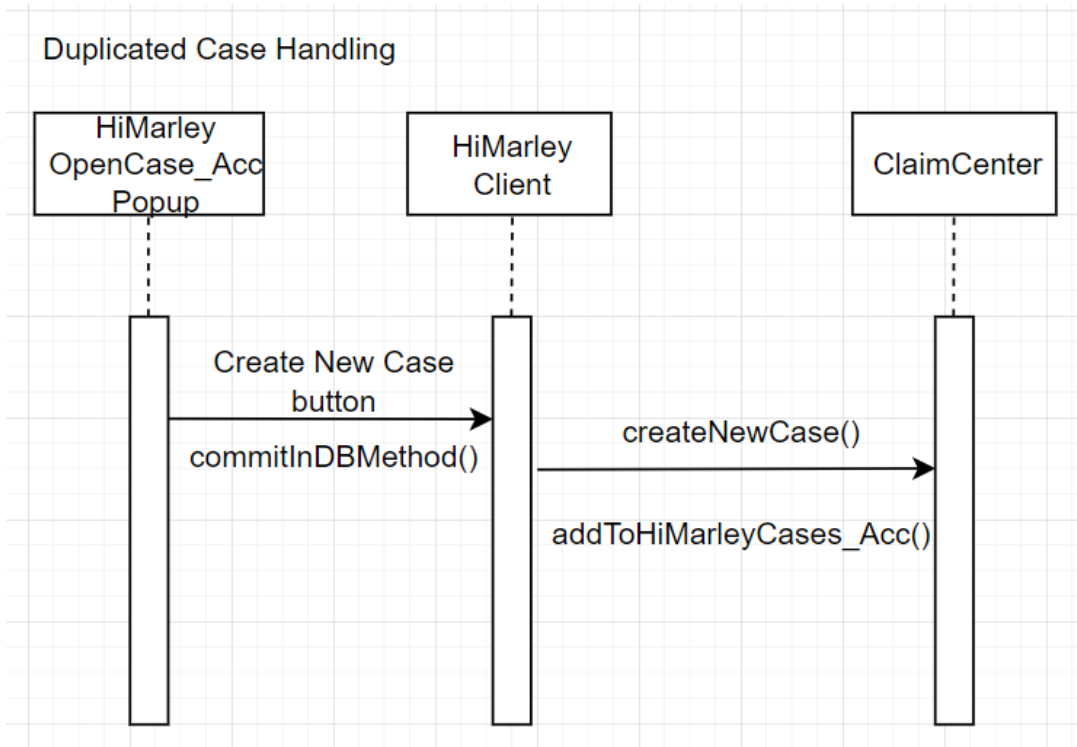 Duplicated Case Handling
HiMarley
OpenCase_Acc
Popup
HiMarley
Client
ClaimCenter
Create New Case
button
commitInDBMethod()
createNewCase()
addToHiMarleyCases_Acc()